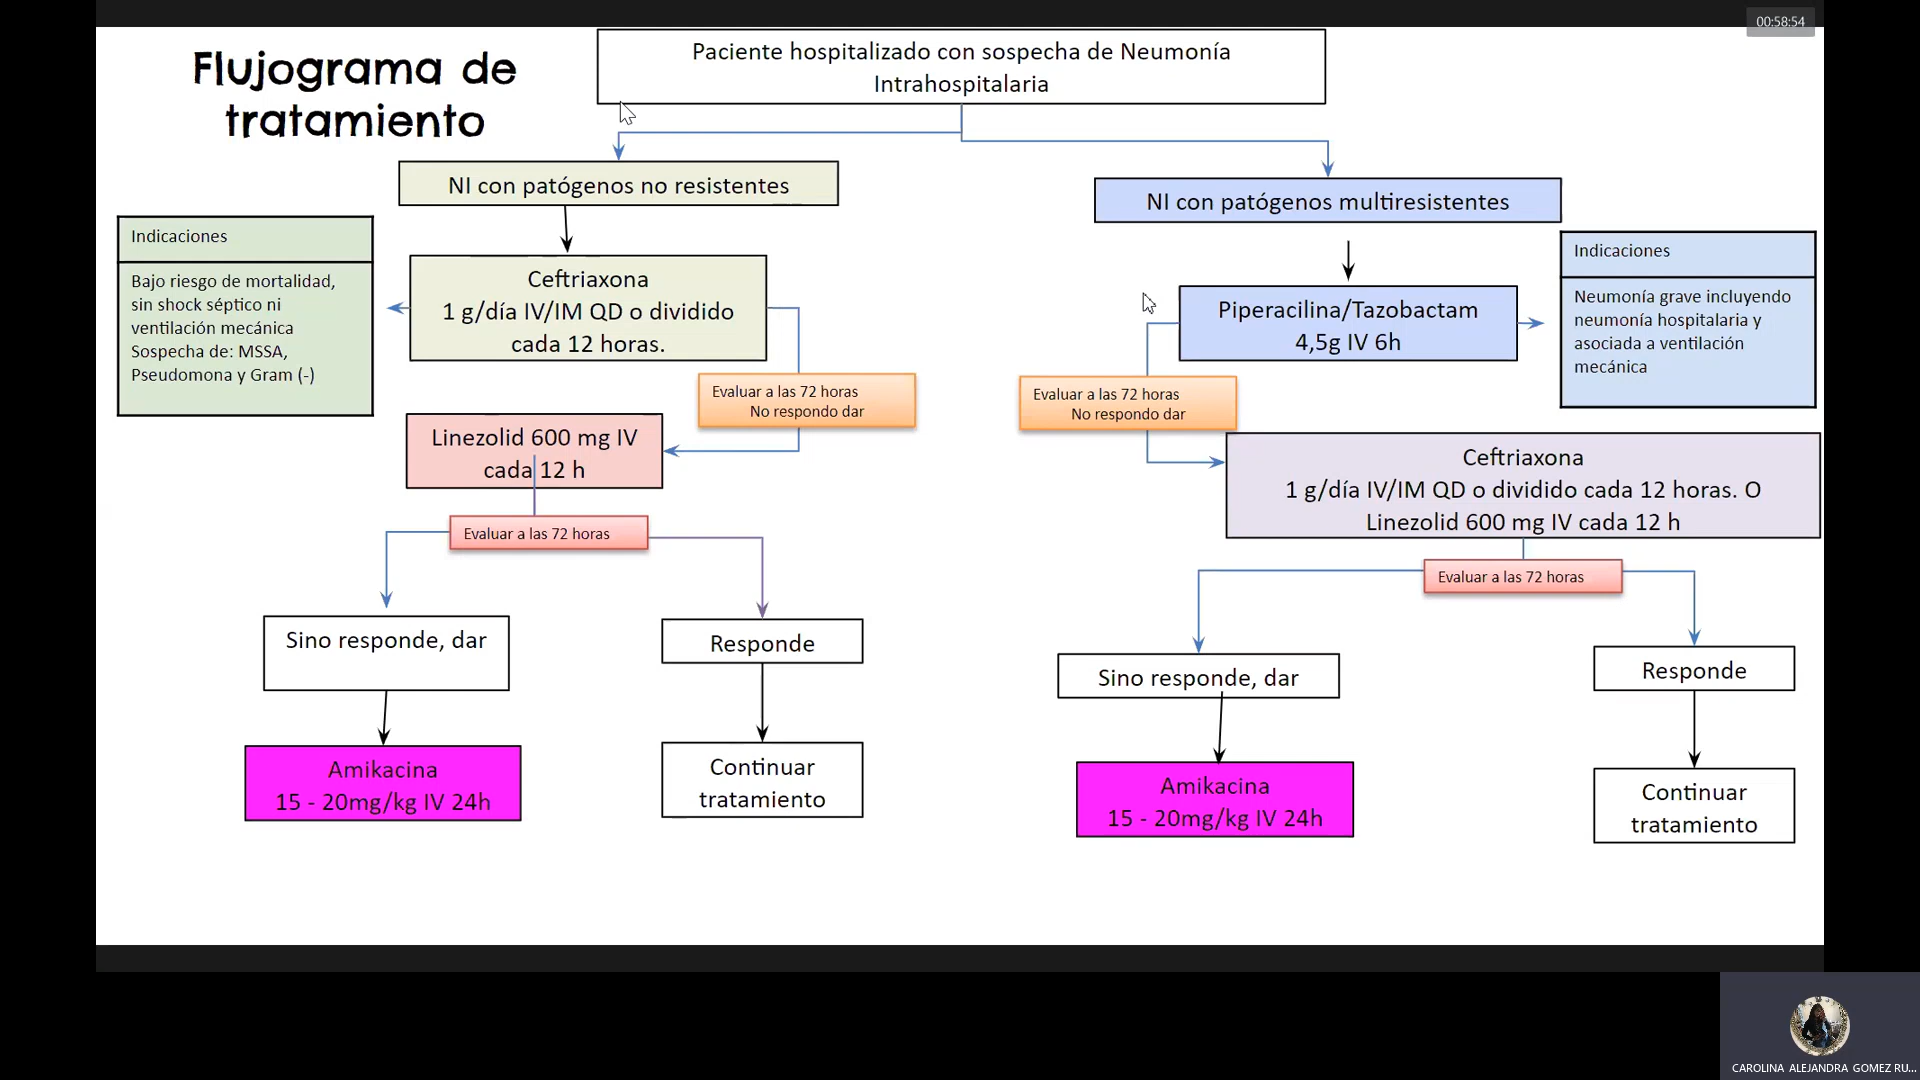 00:58:54
Flujograma de
tratamiento
Paciente hospitalizado con sospecha de Neumonía
Intrahospitalaria
NI con patógenos no resistentes
NI con patógenos multiresistentes
Indicaciones
Bajo riesgo de mortalidad,
sin shock séptico ni
ventilación mecánica
Sospecha de: MSSA,
Pseudomona y Gram (-)
Ceftriaxona
1 g/día IV/IM QD o dividido
cada 12 horas.
Piperacilina/Tazobactam
4,5g IV 6h
Indicaciones
Neumonía grave incluyendo
neumonía hospitalaria y
asociada a ventilación
mecánica
Evaluar a las 72 horas
No respondo dar
Evaluar a las 72 horas
No respondo dar
Linezolid 600 mg IV
cada 12 h
Ceftriaxona
1 g/día IV/IM QD o dividido cada 12 horas. O
Linezolid 600 mg IV cada 12 h
Evaluar a las 72 horas
Evaluar a las 72 horas
Sino responde, dar
Responde
Sino responde, dar
Responde
Amikacina
15 - 20mg/kg IV 24h
Continuar
tratamiento
Amikacina
15 - 20mg/kg IV 24h
Continuar
tratamiento
CAROLINA ALEJANDRA GOMEZ RU...